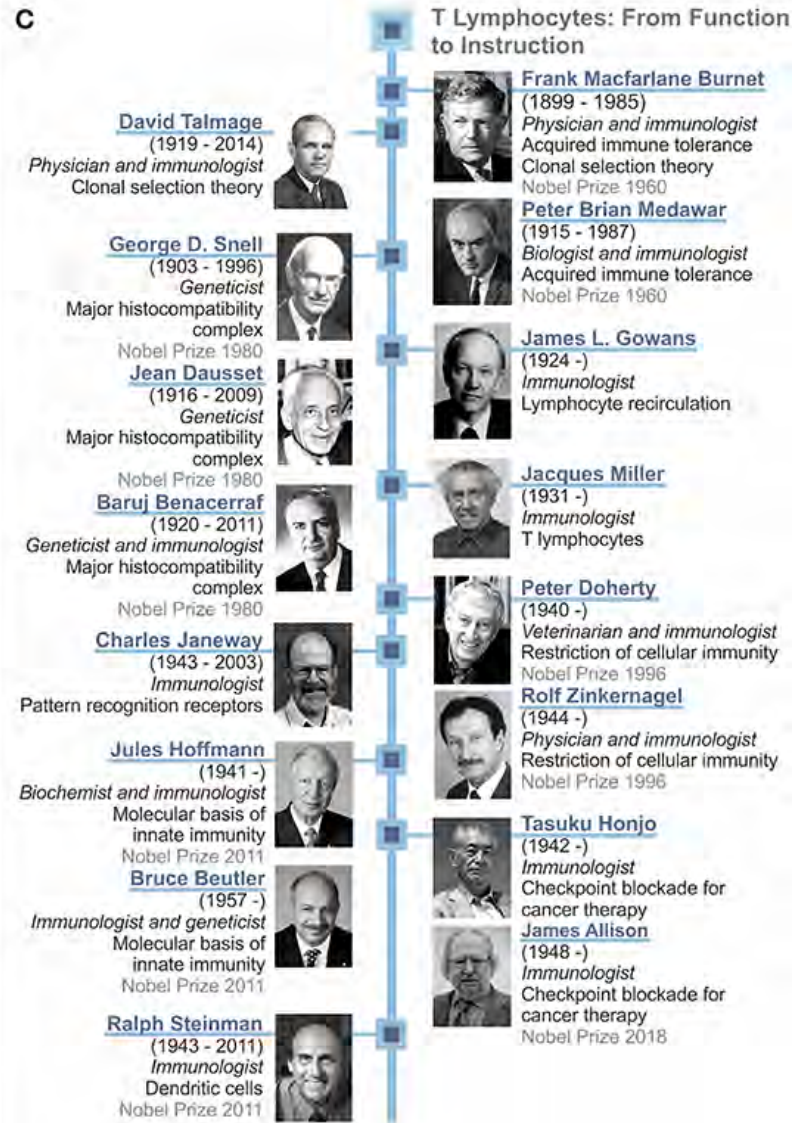 C
T Lymphocytes: From Function
to Instruction
Frank Macfarlane Burnet
(1899 - 1985)
Physician and immunologist
Acquired immune tolerance
Clonal selection theory
Nobel Prize 1960
David Talmage
(1919 - 2014)
Physician and immunologist
Clonal selection theory
Peter Brian Medawar
(1915 - 1987)
Biologist and immunologist
Acquired immune tolerance
Nobel Prize 1960
George D. Snell
(1903 - 1996)
Geneticist
Major histocompatibility
complex
Nobel Prize 1980
James L. Gowans
(1924 -)
Immunologist
Lymphocyte recirculation
Jean Dausset
(1916 - 2009)
Geneticist
Major histocompatibility
complex
Nobel Prize 1980
Jacques Miller
(1931 -)
Immunologist
T lymphocytes
Baruj Benacerraf
(1920 - 2011)
Geneticist and immunologist
Major histocompatibility
complex
Nobel Prize 1980
Peter Doherty
(1940 -)
Veterinarian and immunologist
Restriction of cellular immunity
Nobel Prize 1996
Charles Janeway
(1943 - 2003)
Immunologist
Pattern recognition receptors
Rolf Zinkernagel
(1944 -)
Physician and immunologist
Restriction of cellular immunity
Nobel Prize 1996
Jules Hoffmann
(1941 -)
Biochemist and immunologist
Molecular basis of
innate immunity
Nobel Prize 2011
Tasuku Honjo
(1942 -)
Immunologist
Checkpoint blockade for
cancer therapy
Bruce Beutler
(1957 -)
Immunologist and geneticist
Molecular basis of
innate immunity
Nobel Prize 2011
James Allison
(1948 -)
Immunologist
Checkpoint blockade for
cancer therapy
Nobel Prize 2018
Ralph Steinman
(1943 - 2011)
Immunologist
Dendritic cells
Nobel Prize 2011